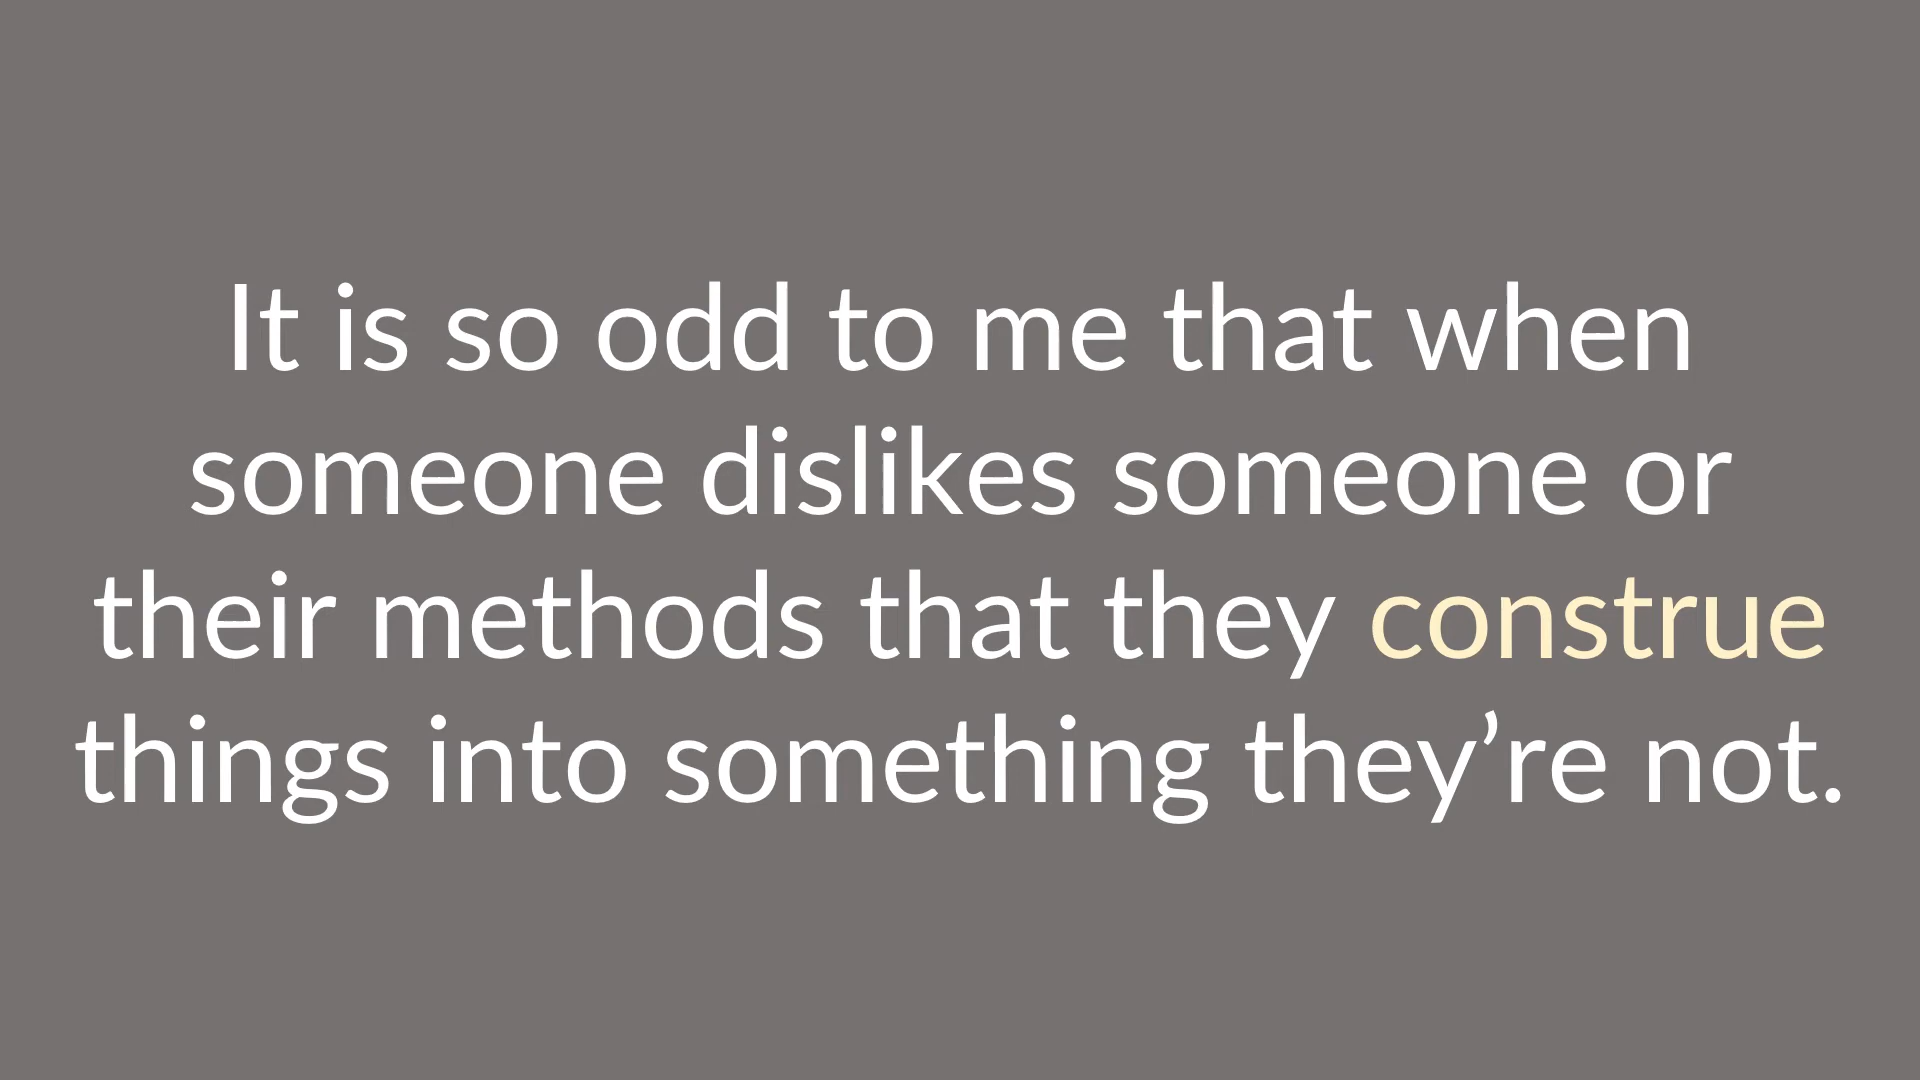 It is so odd to me that when
someone dislikes someone or
their methods that they construe
things into something they’re not.